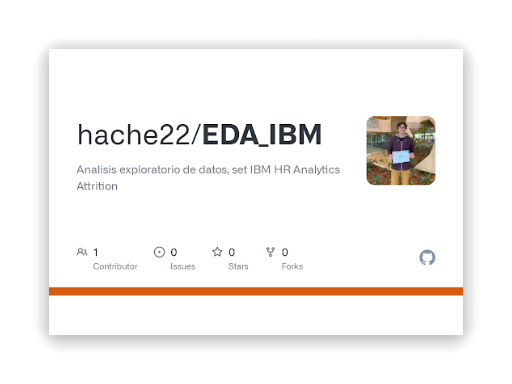 hache22/EDA_IBM
Analisis exploratorio de datos, set IBM HR Analytics
Attrition
1 0 0 0
Contributor Issues Stars Forks